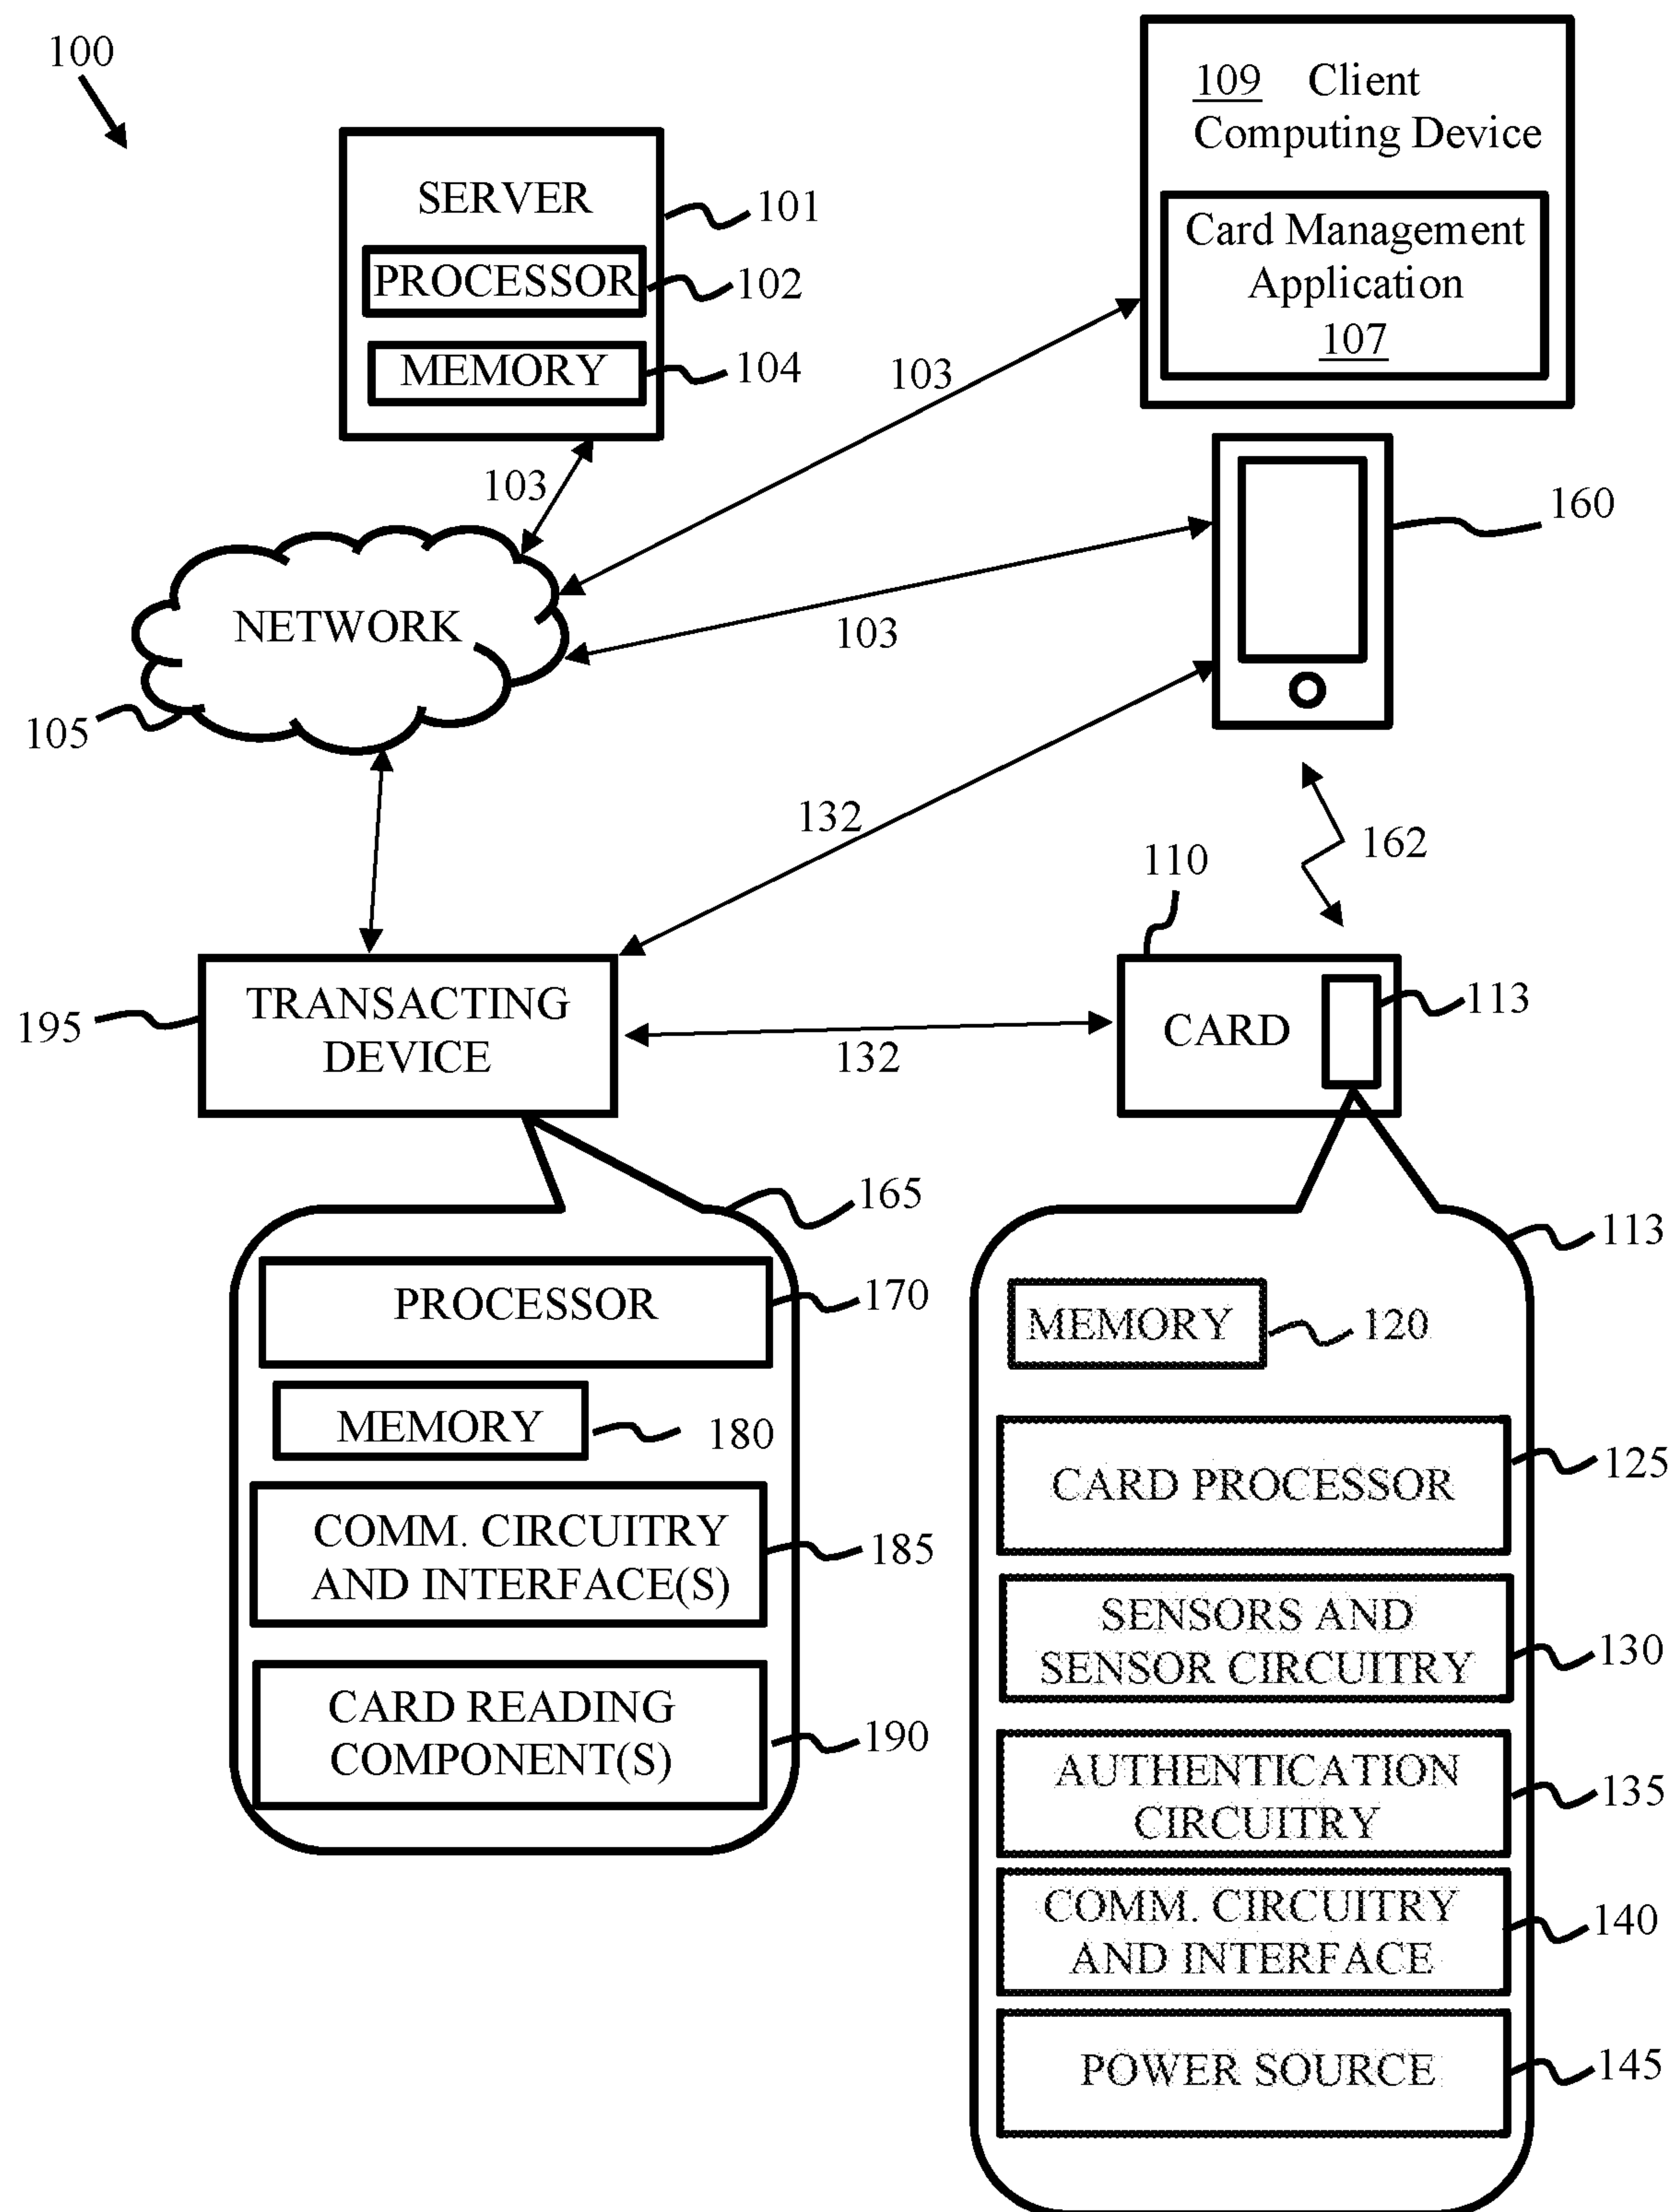 100
109 Client
Computing Device
Card Management
Application
107
SERVER
101
PROCESSOR
102
MEMORY
104
103
103
160
NETWORK
103
105
132
162
110
TRANSACTING
DEVICE
195
132
CARD
113
165
113
PROCESSOR
170
MEMORY
180
COMM. CIRCUITRY
AND INTERFACE(S)
185
CARD READING
COMPONENT(S)
190
MEMORY
120
CARD PROCESSOR
125
SENSORS AND
SENSOR CIRCUITRY
130
AUTHENTICATION
CIRCUITRY
135
COMM. CIRCUITRY
AND INTERFACE
140
POWER SOURCE
145